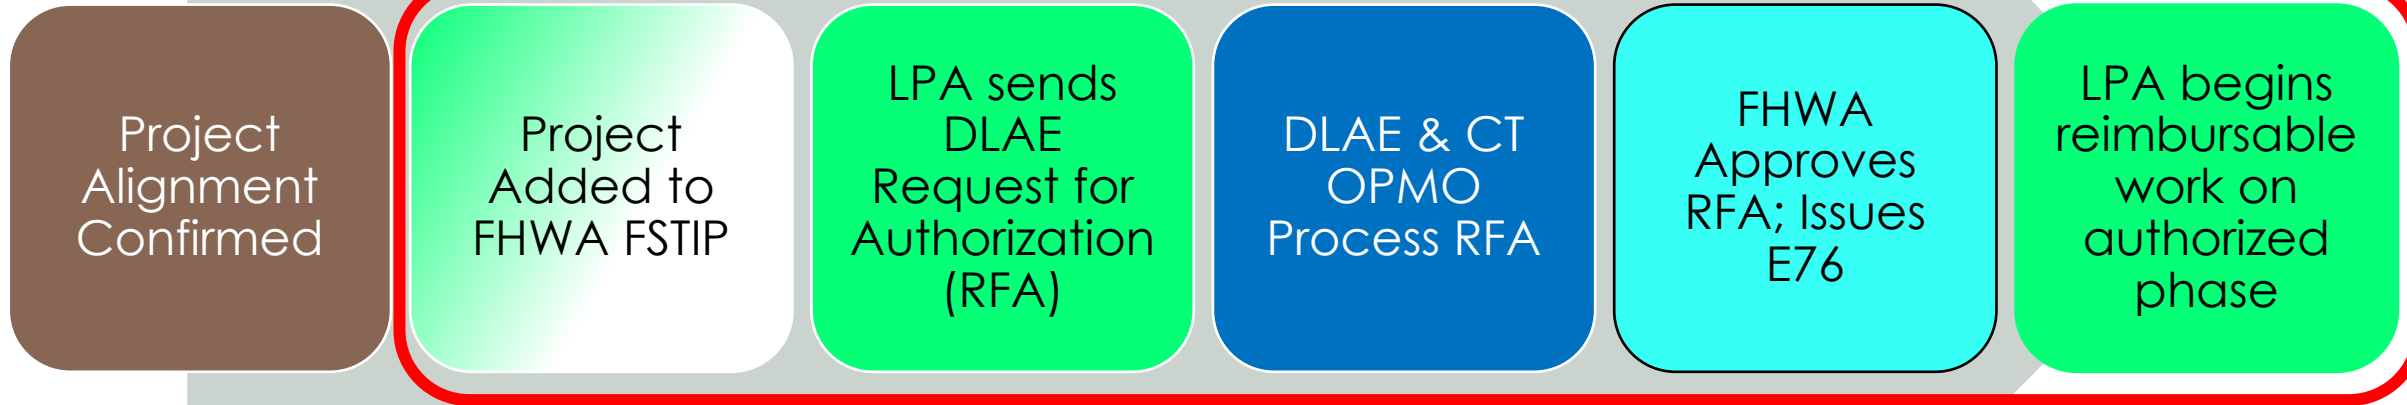 Project
Alignment
Confirmed
Project
Added to
FHWA FSTIP
LPA sends
DLAE
Request for
Authorization
(RFA)
DLAE & CT
OPMO
Process RFA
FHWA
Approves
RFA; Issues
E76
LPA begins
reimbursable
work on
authorized
phase